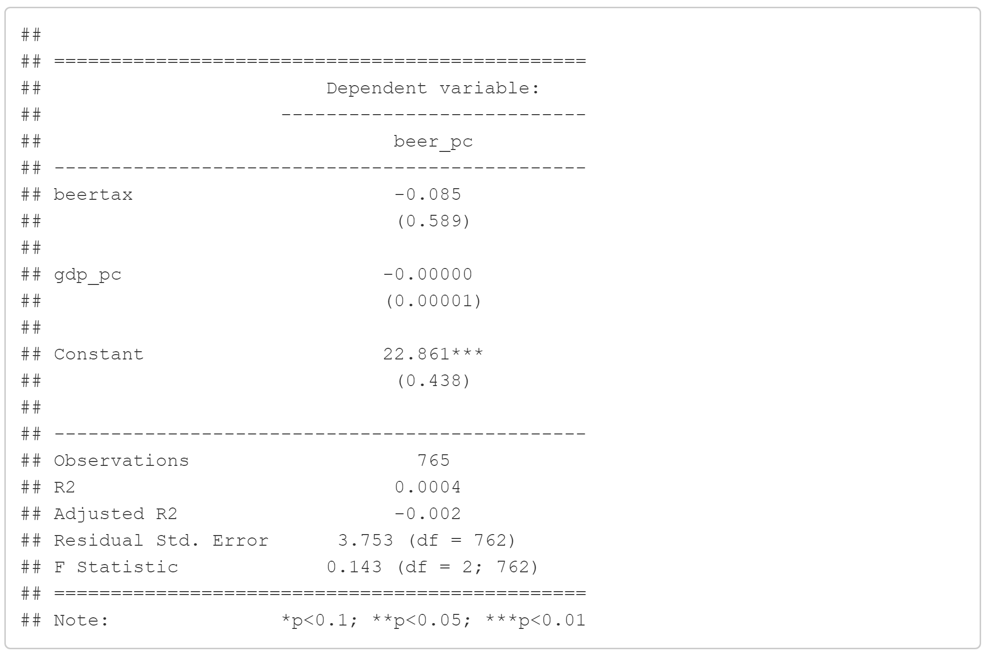 ##
## ===============================================
##                         Dependent variable:
##                     ---------------------------
##                               beer_pc
## -----------------------------------------------
## beertax                       -0.085
##                               (0.589)
##
## gdp_pc                       -0.00000
##                              (0.00001)
##
## Constant                     22.861***
##                               (0.438)
##
## -----------------------------------------------
## Observations                    765
## R2                            0.0004
## Adjusted R2                   -0.002
## Residual Std. Error      3.753 (df = 762)
## F Statistic             0.143 (df = 2; 762)
## ===============================================
## Note:               *p<0.1; **p<0.05; ***p<0.01